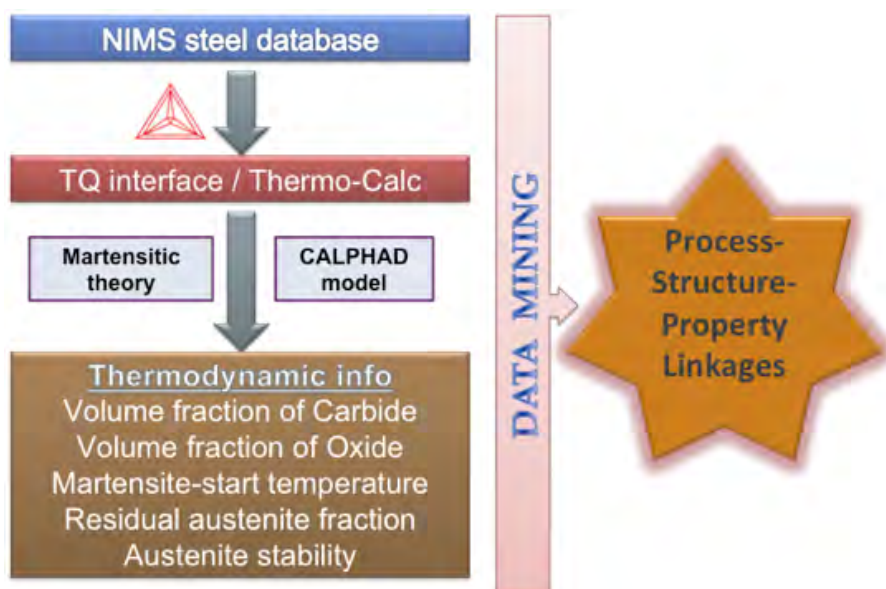 NIMS steel database
TQ interface / Thermo-Calc
Martensitic
theory
CALPHAD
model
Thermodynamic info
Volume fraction of Carbide
Volume fraction of Oxide
Martensite-start temperature
Residual austenite fraction
Austenite stability
DATA MINING
Process-
Structure-
Property
Linkages